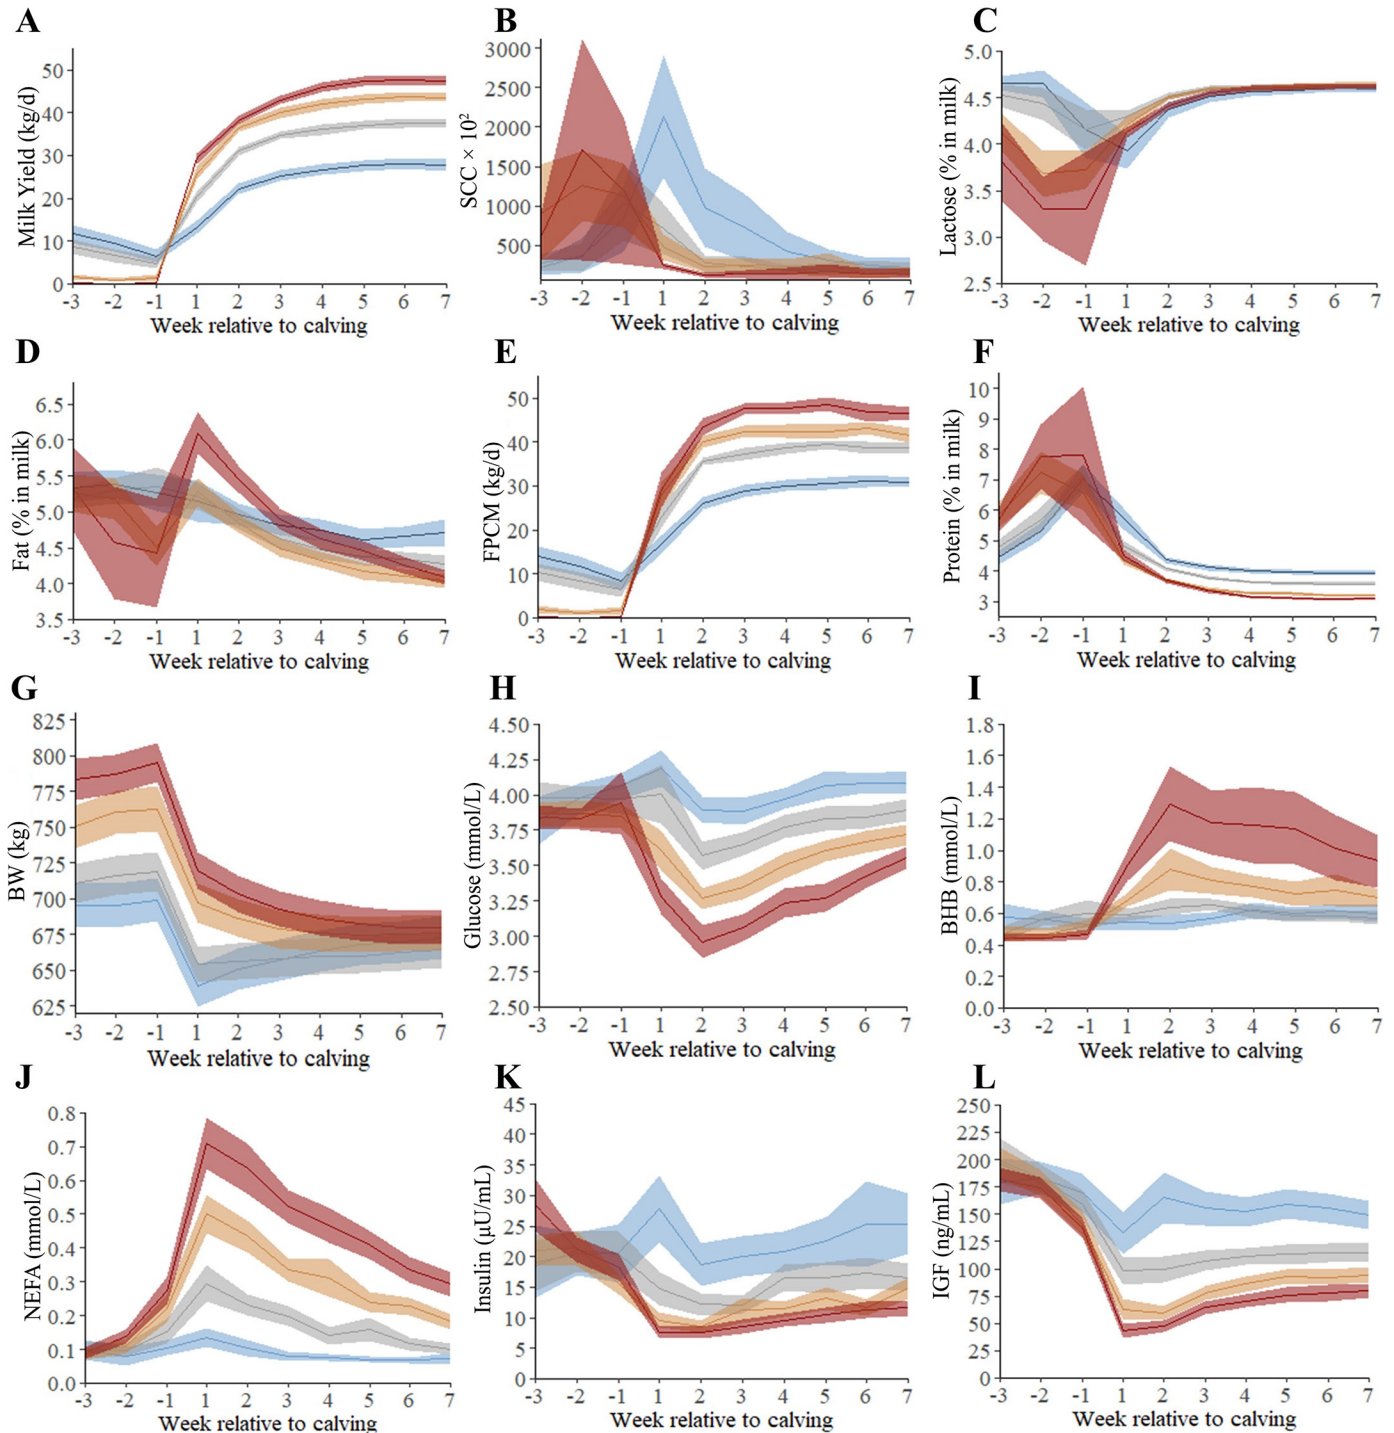 A
Milk Yield (kg/d)
50
40
30
20
10
0
-3 -2 -1 1 2 3 4 5 6 7
Week relative to calving
B
SCC × 10²
3000
2500
2000
1500
1000
500
-3 -2 -1 1 2 3 4 5 6 7
Week relative to calving
C
Lactose (% in milk)
5.0
4.5
4.0
3.5
3.0
2.5
-3 -2 -1 1 2 3 4 5 6 7
Week relative to calving
D
Fat (% in milk)
6.5
6.0
5.5
5.0
4.5
4.0
3.5
-3 -2 -1 1 2 3 4 5 6 7
Week relative to calving
E
FPCM (kg/d)
50
40
30
20
10
0
-3 -2 -1 1 2 3 4 5 6 7
Week relative to calving
F
Protein (% in milk)
10
9
8
7
6
5
4
3
-3 -2 -1 1 2 3 4 5 6 7
Week relative to calving
G
BW (kg)
825
800
775
750
725
700
675
650
625
-3 -2 -1 1 2 3 4 5 6 7
Week relative to calving
H
Glucose (mmol/L)
4.50
4.25
4.00
3.75
3.50
3.25
3.00
2.75
2.50
-3 -2 -1 1 2 3 4 5 6 7
Week relative to calving
I
BHB (mmol/L)
1.8
1.6
1.4
1.2
1.0
0.8
0.6
0.4
0.2
0.0
-3 -2 -1 1 2 3 4 5 6 7
Week relative to calving
J
NEFA (mmol/L)
0.8
0.7
0.6
0.5
0.4
0.3
0.2
0.1
0.0
-3 -2 -1 1 2 3 4 5 6 7
Week relative to calving
K
Insulin (µU/mL)
45
40
35
30
25
20
15
10
5
0
-3 -2 -1 1 2 3 4 5 6 7
Week relative to calving
L
IGF (ng/mL)
250
225
200
175
150
125
100
75
50
25
0
-3 -2 -1 1 2 3 4 5 6 7
Week relative to calving